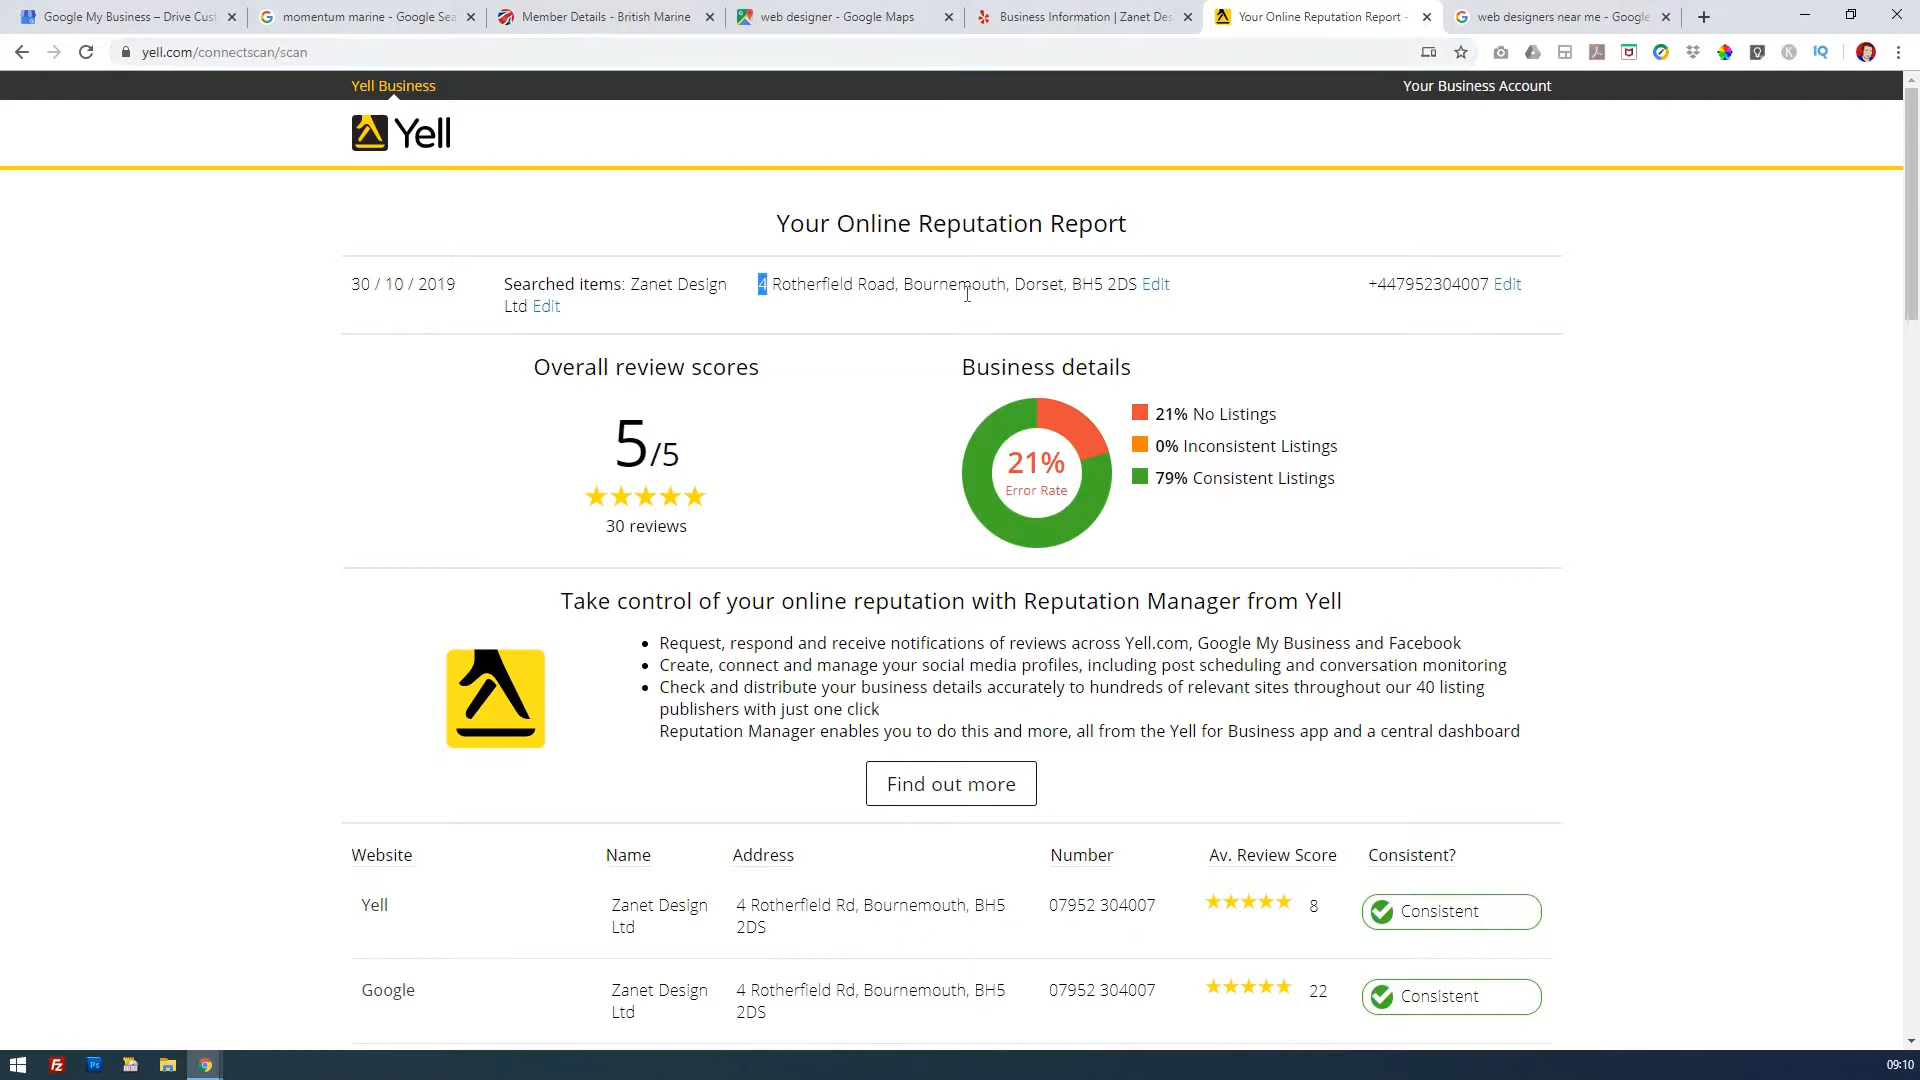 Google My Business – Drive Cust
momentum marine - Google Sea
Member Details - British Marine
web designer - Google Maps
Business Information | Zanet Des
Your Online Reputation Report -
web designers near me - Google
yell.com/connectscan/scan
Yell Business
Your Business Account
Yell
Your Online Reputation Report
30 / 10 / 2019
Searched items: Zanet Design
Ltd Edit
4 Rotherfield Road, Bournemouth, Dorset, BH5 2DS Edit
+447952304007 Edit
Overall review scores
5/5
30 reviews
Business details
21%
Error Rate
21% No Listings
0% Inconsistent Listings
79% Consistent Listings
Take control of your online reputation with Reputation Manager from Yell
Request, respond and receive notifications of reviews across Yell.com, Google My Business and Facebook
Create, connect and manage your social media profiles, including post scheduling and conversation monitoring
Check and distribute your business details accurately to hundreds of relevant sites throughout our 40 listing
publishers with just one click
Reputation Manager enables you to do this and more, all from the Yell for Business app and a central dashboard
Find out more
Website Name Address Number Av. Review Score Consistent?
Yell
Zanet Design
Ltd
4 Rotherfield Rd, Bournemouth, BH5
2DS
07952 304007
8
Consistent
Google
Zanet Design
Ltd
4 Rotherfield Rd, Bournemouth, BH5
2DS
07952 304007
22
Consistent
09:10